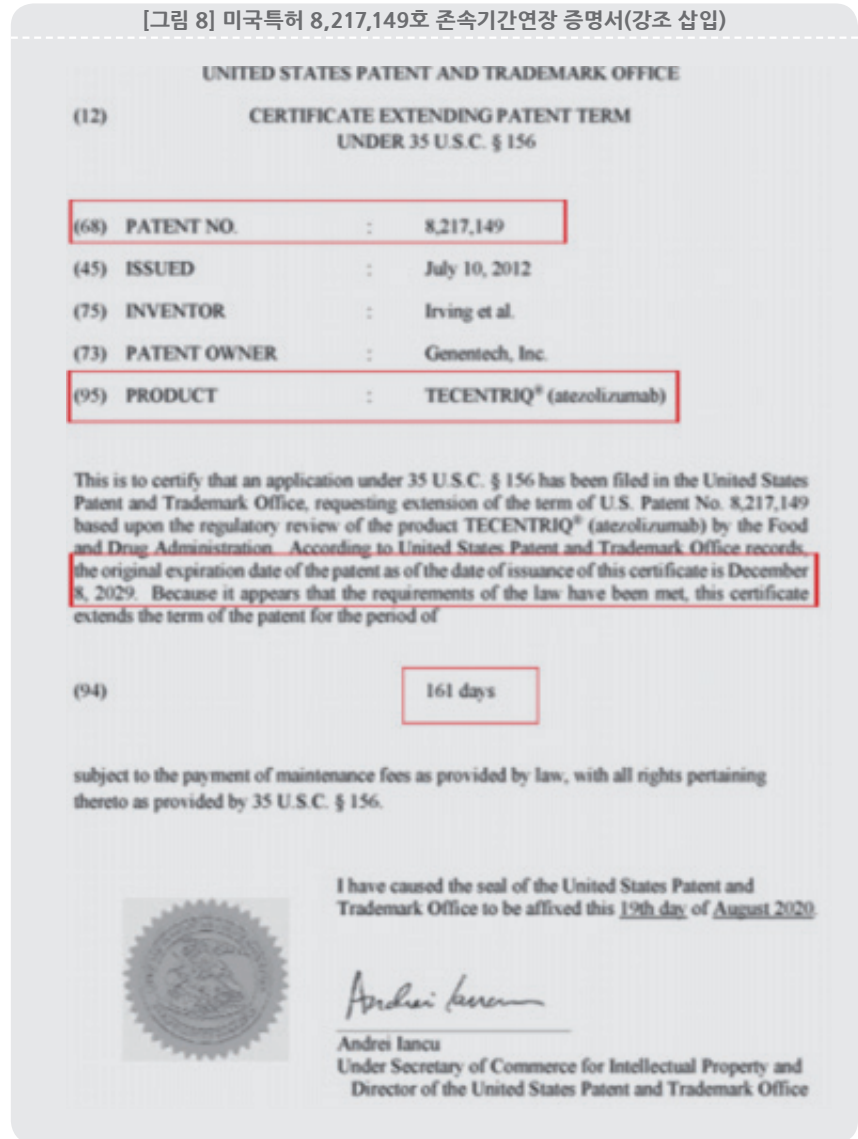 [그림 8] 미국특허 8,217,149호 존속기간연장 증명서(강조 삽입)
UNITED STATES PATENT AND TRADEMARK OFFICE
(12) CERTIFICATE EXTENDING PATENT TERM
UNDER 35 U.S.C. § 156
(68) PATENT NO. : 8,217,149
(45) ISSUED : July 10, 2012
(75) INVENTOR : Irving et al.
(73) PATENT OWNER : Genentech, Inc.
(95) PRODUCT : TECENTRIQ® (atezolizumab)
This is to certify that an application under 35 U.S.C. § 156 has been filed in the United States
Patent and Trademark Office, requesting extension of the term of U.S. Patent No. 8,217,149
based upon the regulatory review of the product TECENTRIQ® (atezolizumab) by the Food
and Drug Administration. According to United States Patent and Trademark Office records,
the original expiration date of the patent as of the date of issuance of this certificate is December
8, 2029. Because it appears that the requirements of the law have been met, this certificate
extends the term of the patent for the period of
(94) 161 days
subject to the payment of maintenance fees as provided by law, with all rights pertaining
thereto as provided by 35 U.S.C. § 156.
I have caused the seal of the United States Patent and
Trademark Office to be affixed this 19th day of August 2020.
Andrei Iancu
Andrei Iancu
Under Secretary of Commerce for Intellectual Property and
Director of the United States Patent and Trademark Office